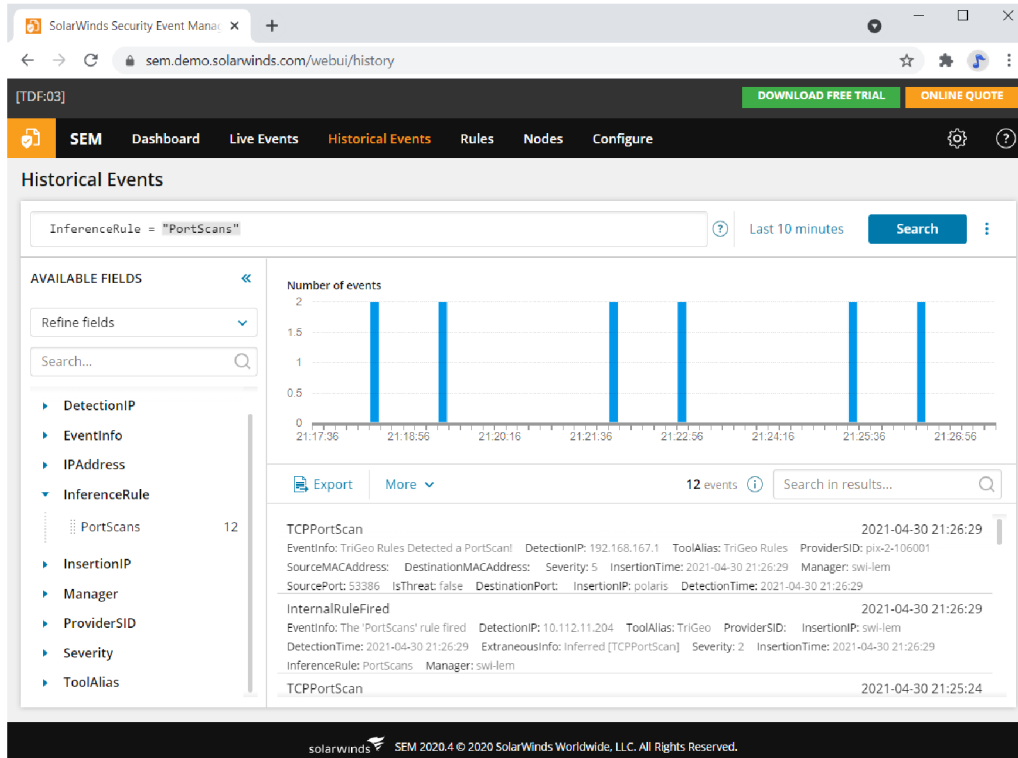 SolarWinds Security Event Manag
sem.demo.solarwinds.com/webui/history
[TDF:03] DOWNLOAD FREE TRIAL ONLINE QUOTE
SEM Dashboard Live Events Historical Events Rules Nodes Configure
Historical Events
InferenceRule = "PortScans" Last 10 minutes Search
AVAILABLE FIELDS
Refine fields
Search...
DetectionIP
EventInfo
IPAddress
InferenceRule
PortScans 12
InsertionIP
Manager
ProviderSID
Severity
ToolAlias
Number of events
2
1.5
1
0.5
0
21:17:36 21:18:56 21:20:16 21:21:36 21:22:56 21:24:16 21:25:36 21:26:56
Export More 12 events Search in results...
TCPPortScan 2021-04-30 21:26:29
EventInfo: TriGeo Rules Detected a PortScan! DetectionIP: 192.168.167.1 ToolAlias: TriGeo Rules ProviderSID: pix-2-106001
SourceMACAddress: DestinationMACAddress: Severity: 5 InsertionTime: 2021-04-30 21:26:29 Manager: swi-lem
SourcePort: 53386 IsThreat: false DestinationPort: InsertionIP: polaris DetectionTime: 2021-04-30 21:26:29
InternalRuleFired 2021-04-30 21:26:29
EventInfo: The 'PortScans' rule fired DetectionIP: 10.112.11.204 ToolAlias: TriGeo ProviderSID: InsertionIP: swi-lem
DetectionTime: 2021-04-30 21:26:29 ExtraneousInfo: Inferred [TCPPortScan] Severity: 2 InsertionTime: 2021-04-30 21:26:29
InferenceRule: PortScans Manager: swi-lem
TCPPortScan 2021-04-30 21:25:24
solarwinds SEM 2020.4 © 2020 SolarWinds Worldwide, LLC. All Rights Reserved.